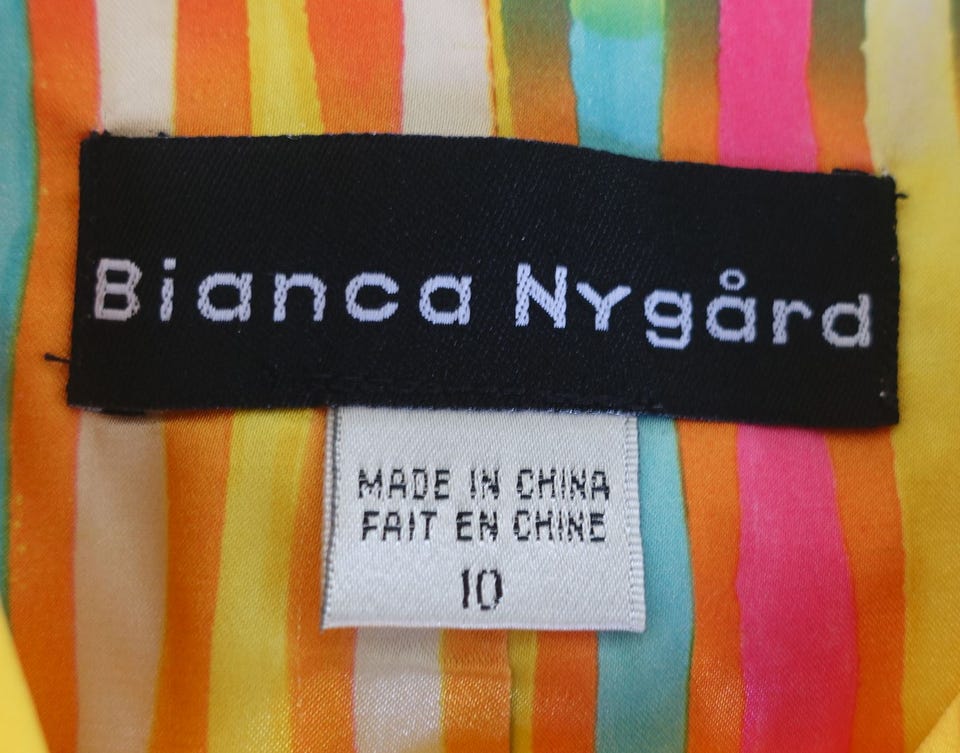 Bianca Nygård
MADE IN CHINA
FAIT EN CHINE
10